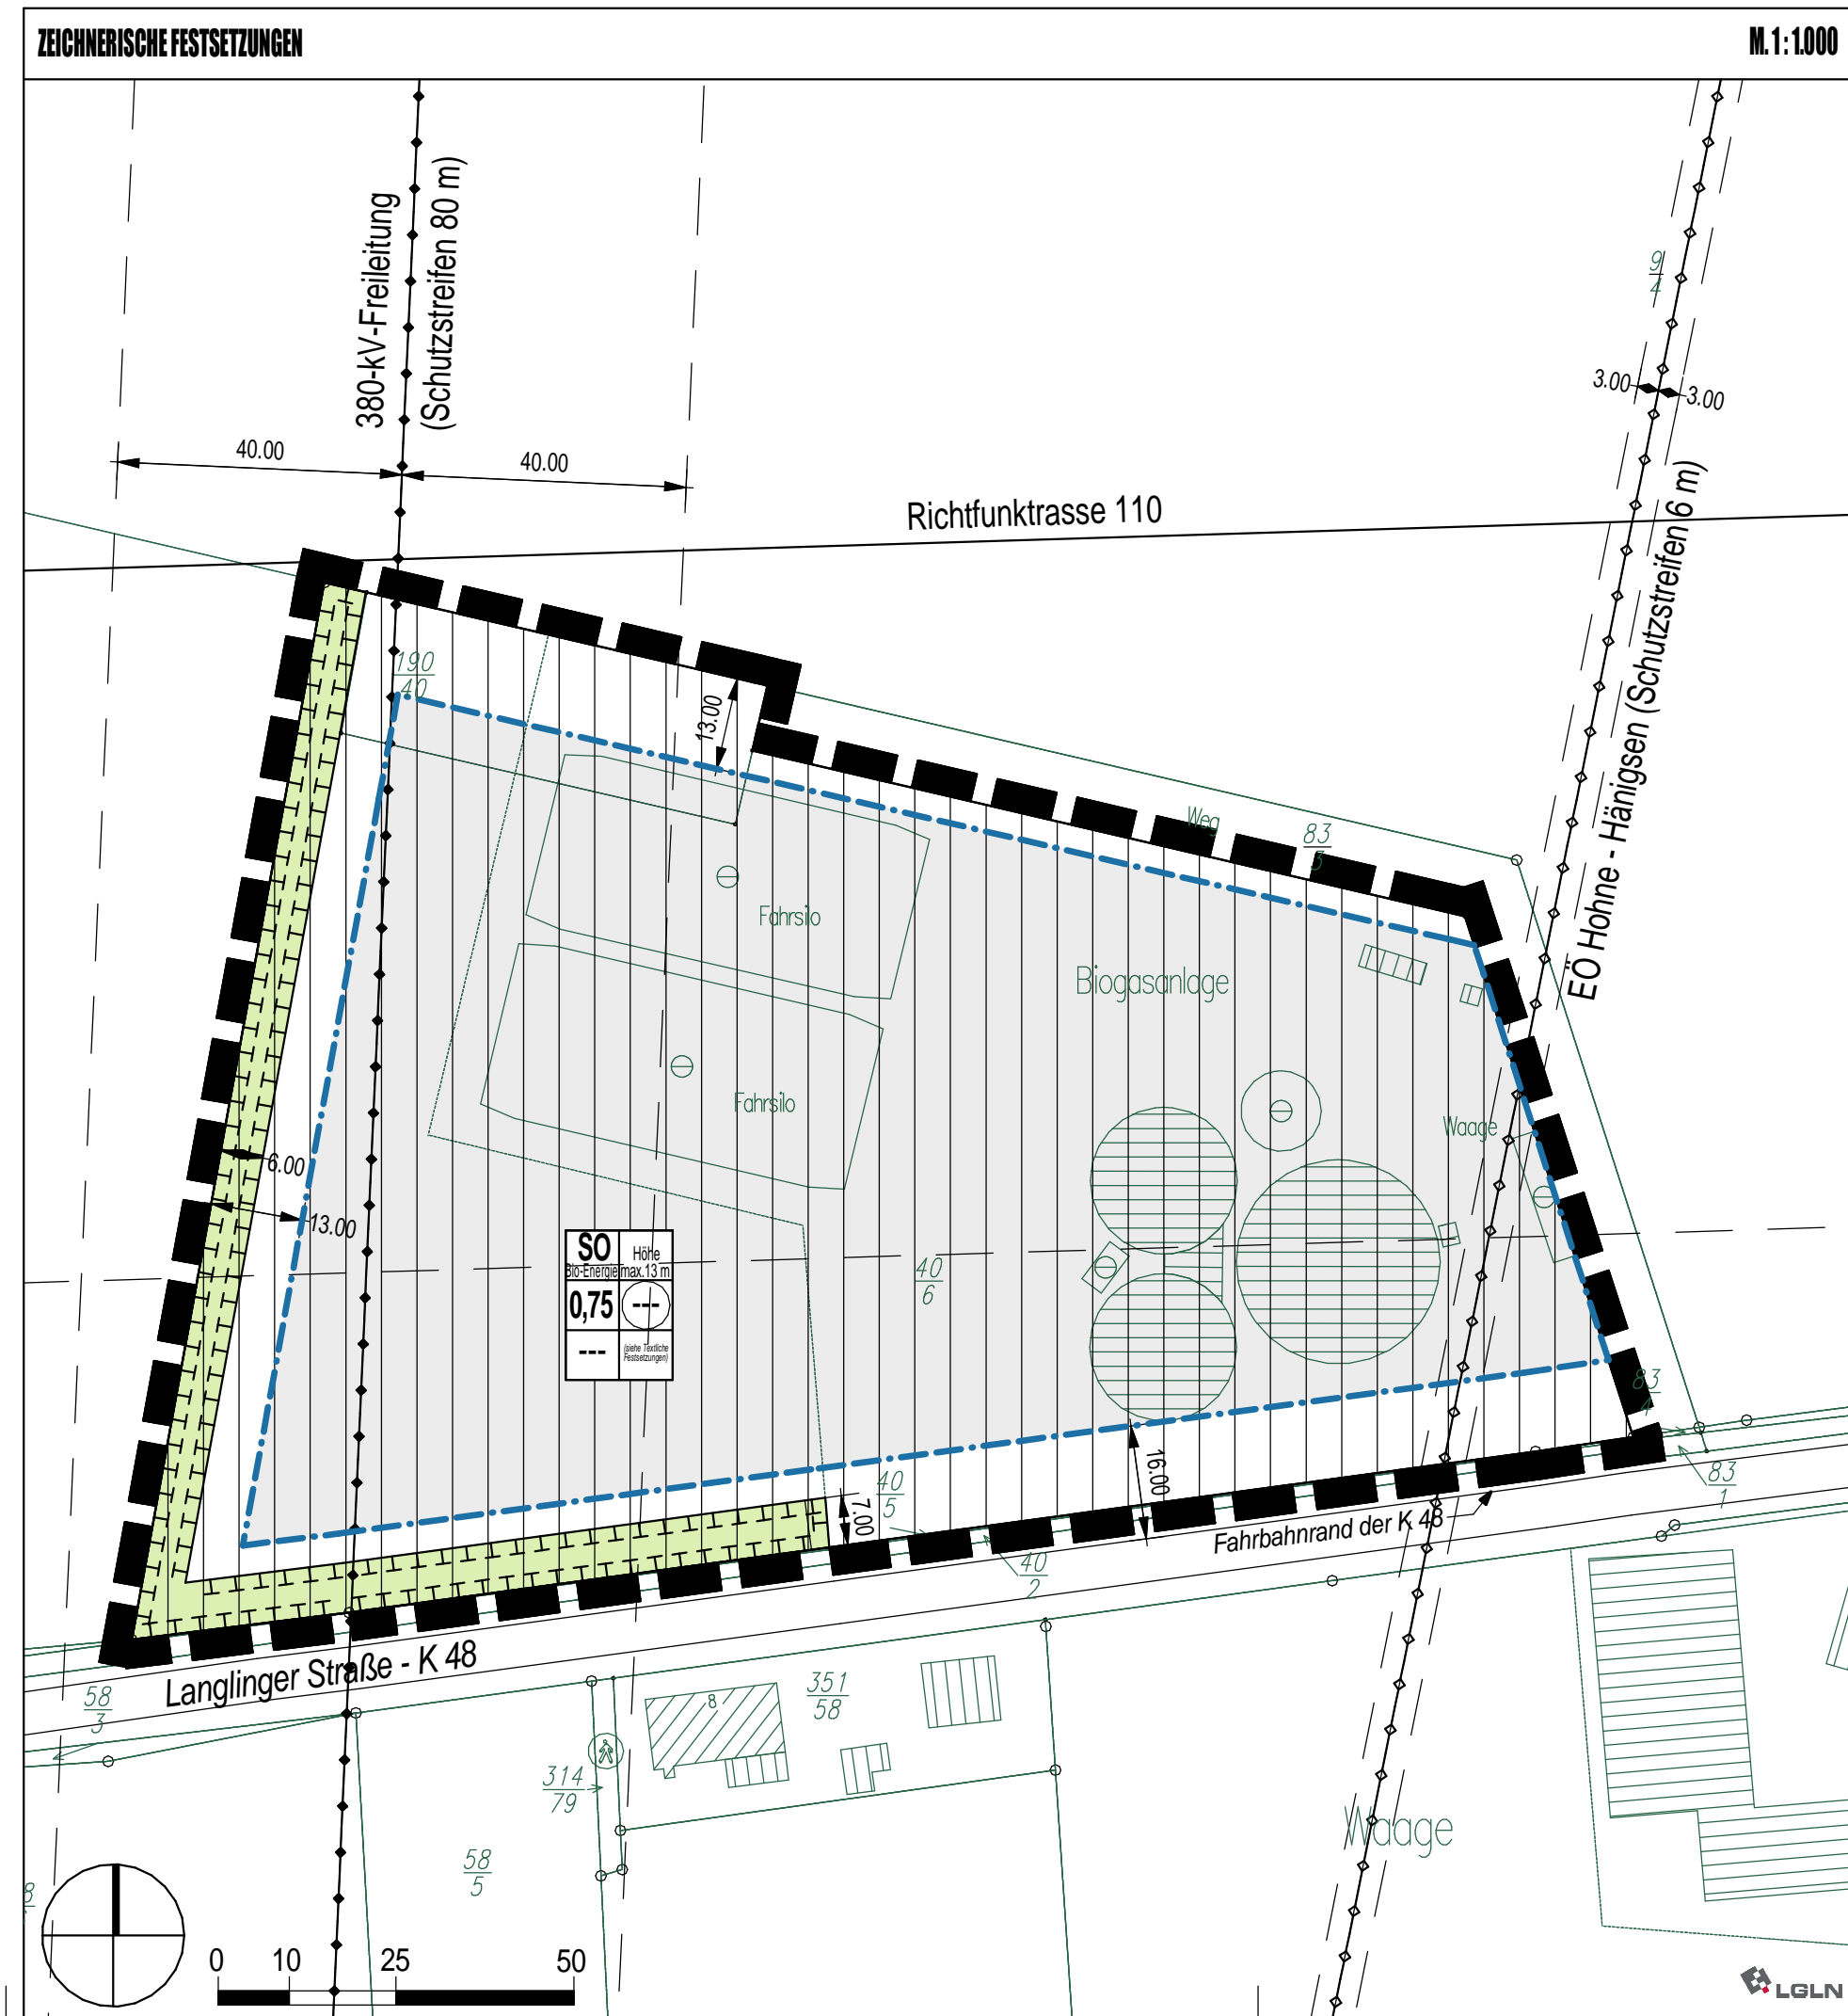 ZEICHNERISCHE FESTSETZUNGEN
M. 1 : 1.000
380-kV-Freileitung
(Schutzstreifen 80 m)
9
4
3.00
3.00
40.00
40.00
Richtfunktrasse 110
EÖ Hohne - Hänigsen (Schutzstreifen 6 m)
190
40
13.00
Weg
83
3
Fahrsilo
Biogasanlage
Fahrsilo
Waage
6.00
13.00
SO
Bio-Energie
Höhe
max.13 m
0,75
---
---
(siehe Textliche
Festsetzungen)
40
6
83
4
83
1
16.00
40
5
7.00
Fahrbahnrand der K 48
40
2
Langlinger Straße - K 48
58
3
8
351
58
314
79
Waage
58
5
8
0 10 25 50
LGLN